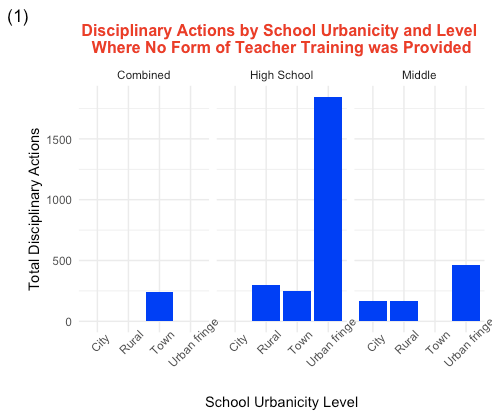 (1)
Disciplinary Actions by School Urbanicity and Level
Where No Form of Teacher Training was Provided
Combined
High School
Middle
Total Disciplinary Actions
1500
1000
500
0
City
Rural
Town
Urban fringe
City
Rural
Town
Urban fringe
City
Rural
Town
Urban fringe
School Urbanicity Level